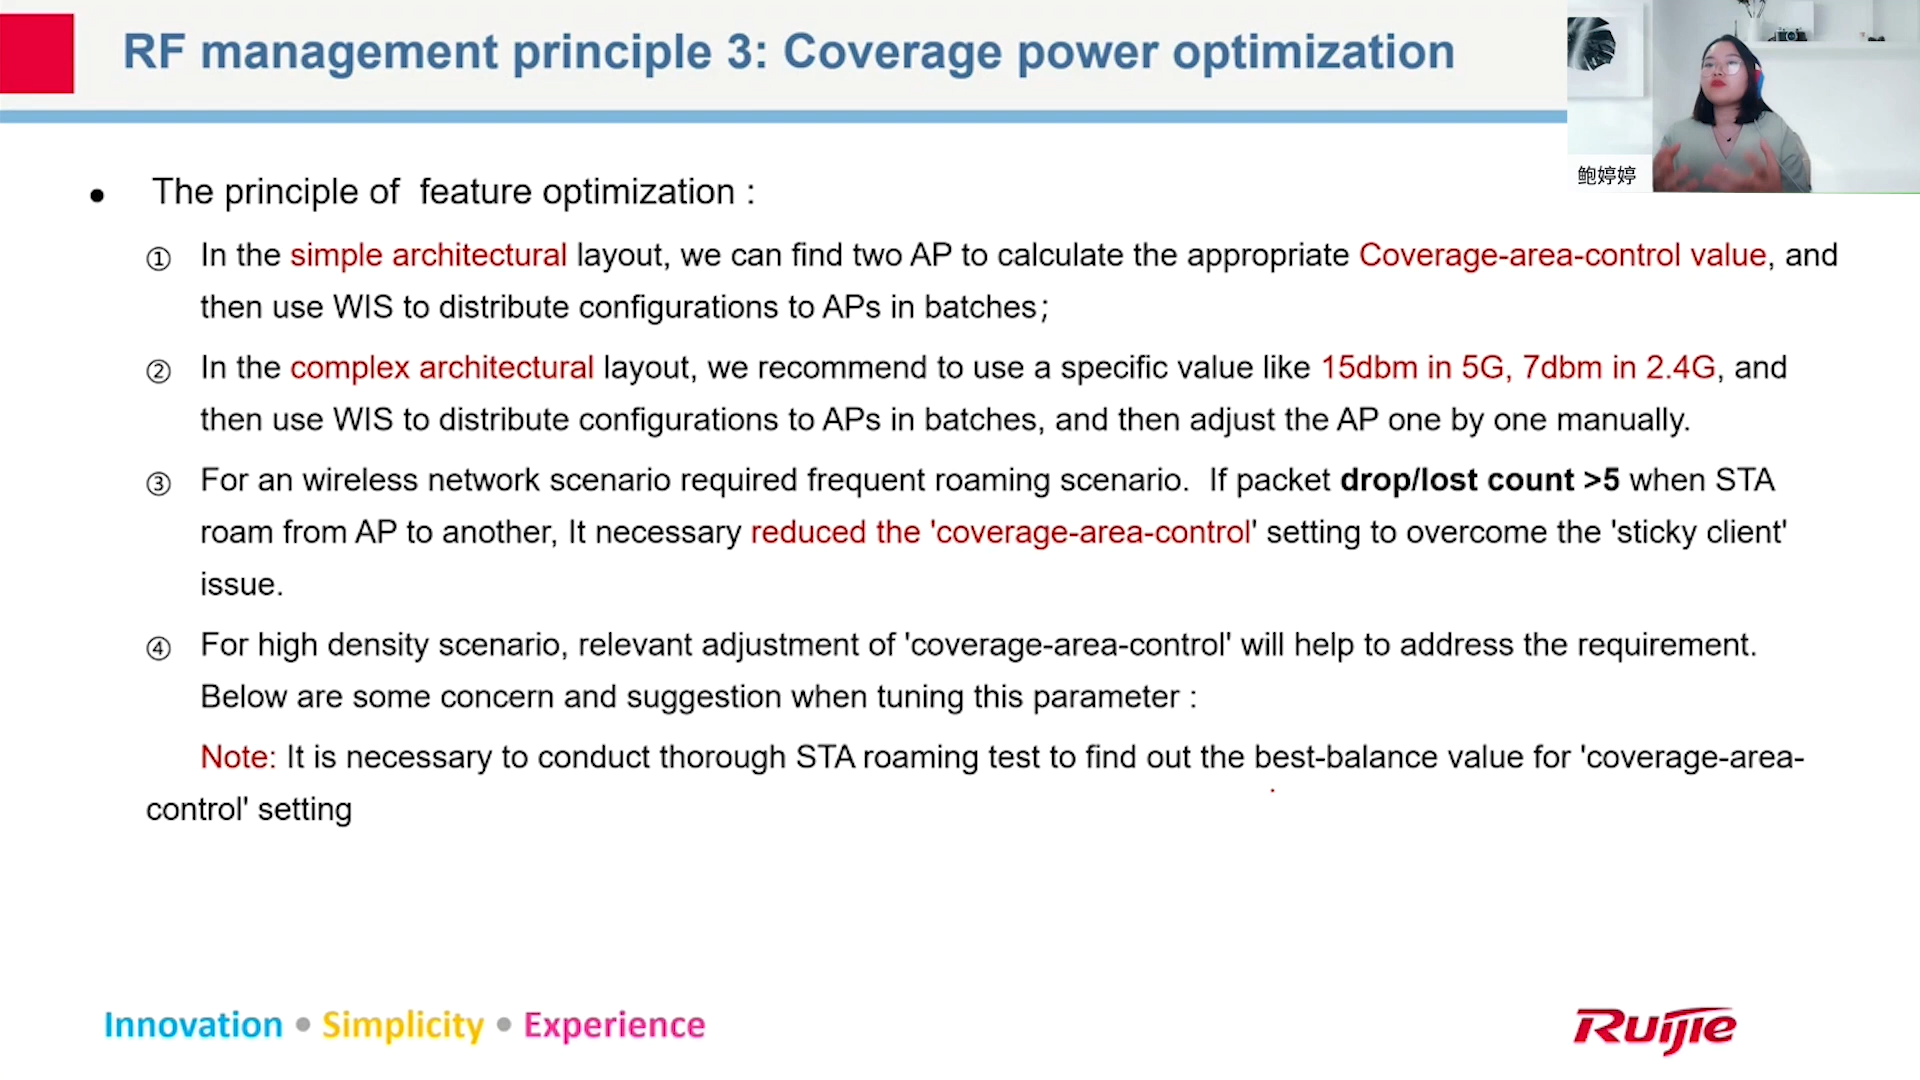 RF management principle 3: Coverage power optimization
鲍婷婷
• The principle of feature optimization :
① In the simple architectural layout, we can find two AP to calculate the appropriate Coverage-area-control value, and
then use WIS to distribute configurations to APs in batches;
② In the complex architectural layout, we recommend to use a specific value like 15dbm in 5G, 7dbm in 2.4G, and
then use WIS to distribute configurations to APs in batches, and then adjust the AP one by one manually.
③ For an wireless network scenario required frequent roaming scenario. If packet drop/lost count >5 when STA
roam from AP to another, It necessary reduced the 'coverage-area-control' setting to overcome the 'sticky client'
issue.
④ For high density scenario, relevant adjustment of 'coverage-area-control' will help to address the requirement.
Below are some concern and suggestion when tuning this parameter :
Note: It is necessary to conduct thorough STA roaming test to find out the best-balance value for 'coverage-area-
control' setting
Innovation • Simplicity • Experience
Ruijie